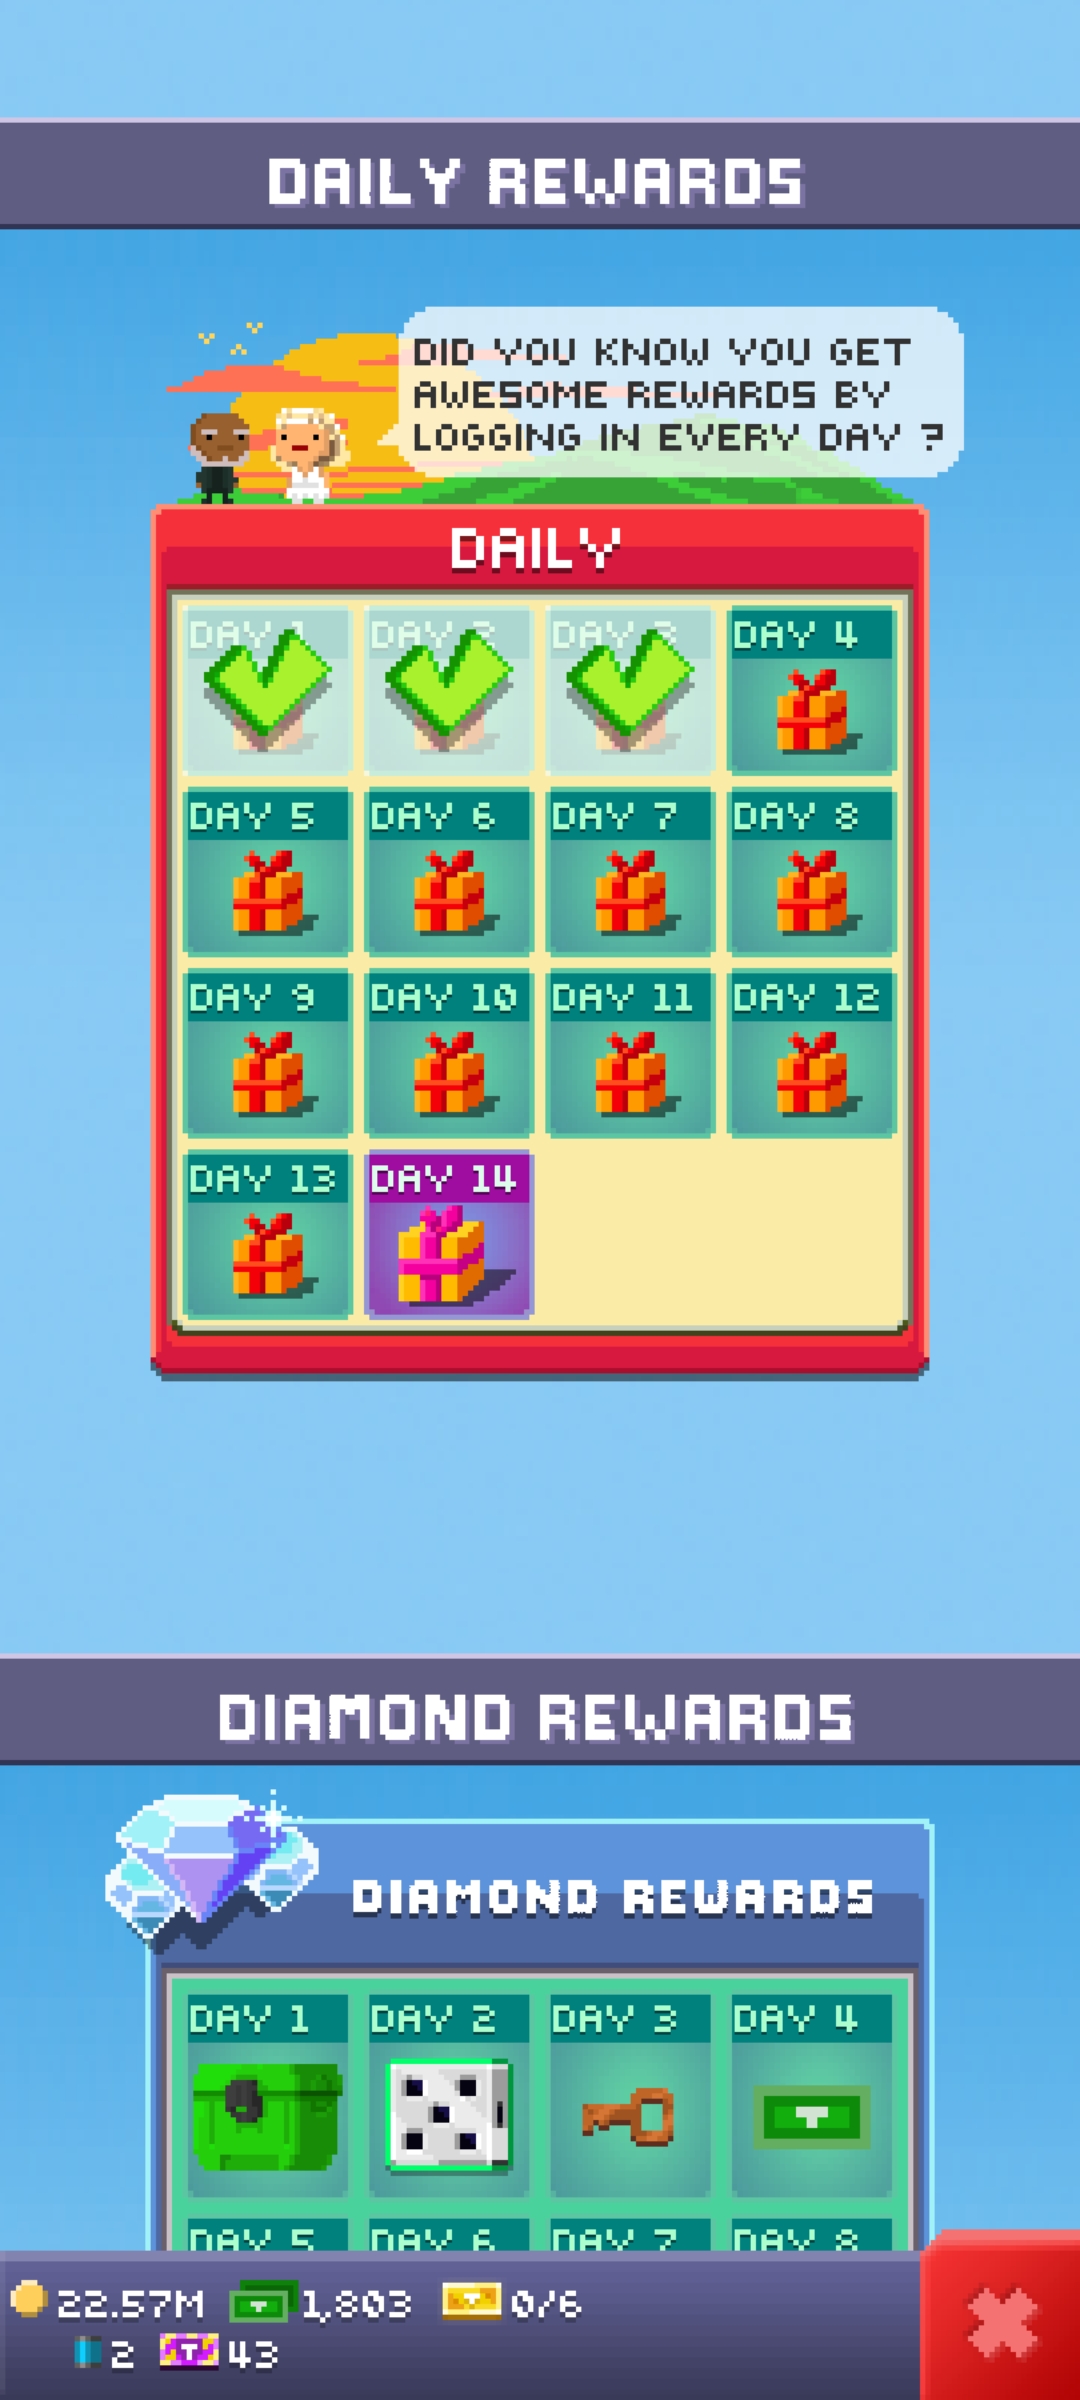 DAILY REWARDS
DID YOU KNOW YOU GET
AWESOME REWARDS BY
LOGGING IN EVERY DAY ?
DAILY
DAY 1 DAY 2 DAY 3 DAY 4
DAY 5 DAY 6 DAY 7 DAY 8
DAY 9 DAY 10 DAY 11 DAY 12
DAY 13 DAY 14
DIAMOND REWARDS
DIAMOND REWARDS
DAY 1 DAY 2 DAY 3 DAY 4
DAY 5 DAY 6 DAY 7 DAY 8
22.57M 1,803 0/6
2 43